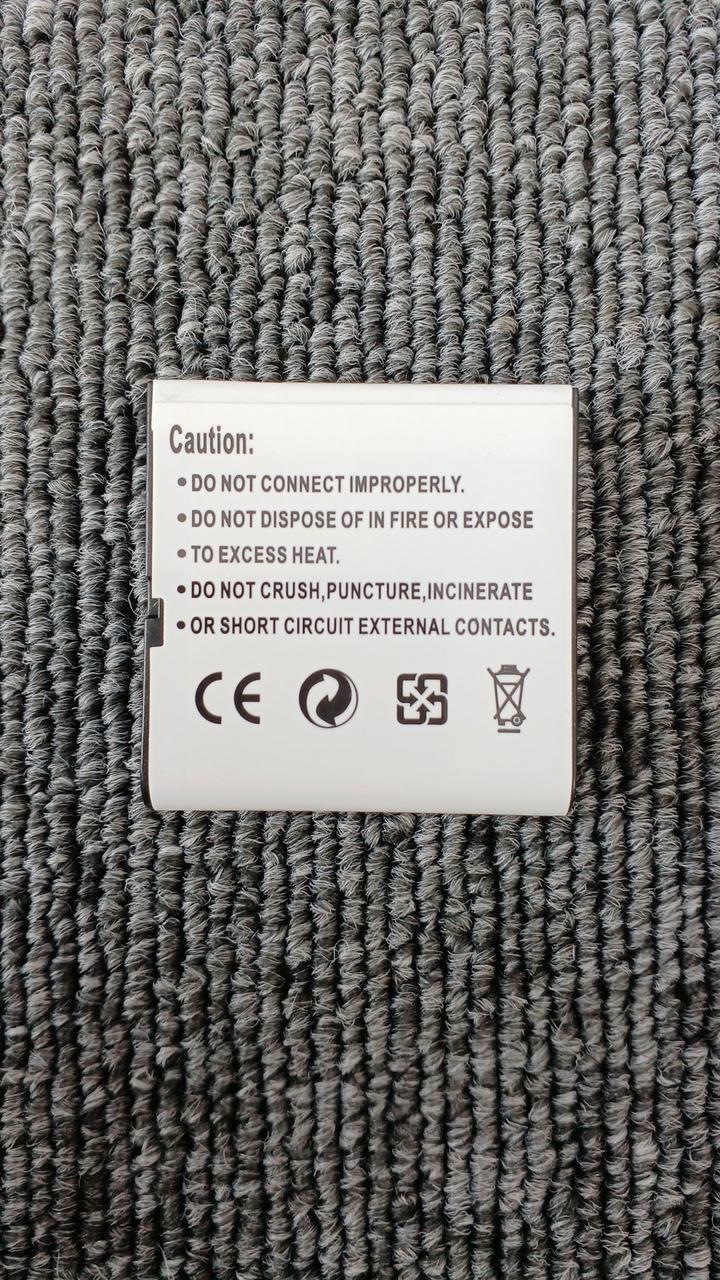 Caution:
• DO NOT CONNECT IMPROPERLY.
• DO NOT DISPOSE OF IN FIRE OR EXPOSE
• TO EXCESS HEAT.
• DO NOT CRUSH,PUNCTURE,INCINERATE
• OR SHORT CIRCUIT EXTERNAL CONTACTS.
CE